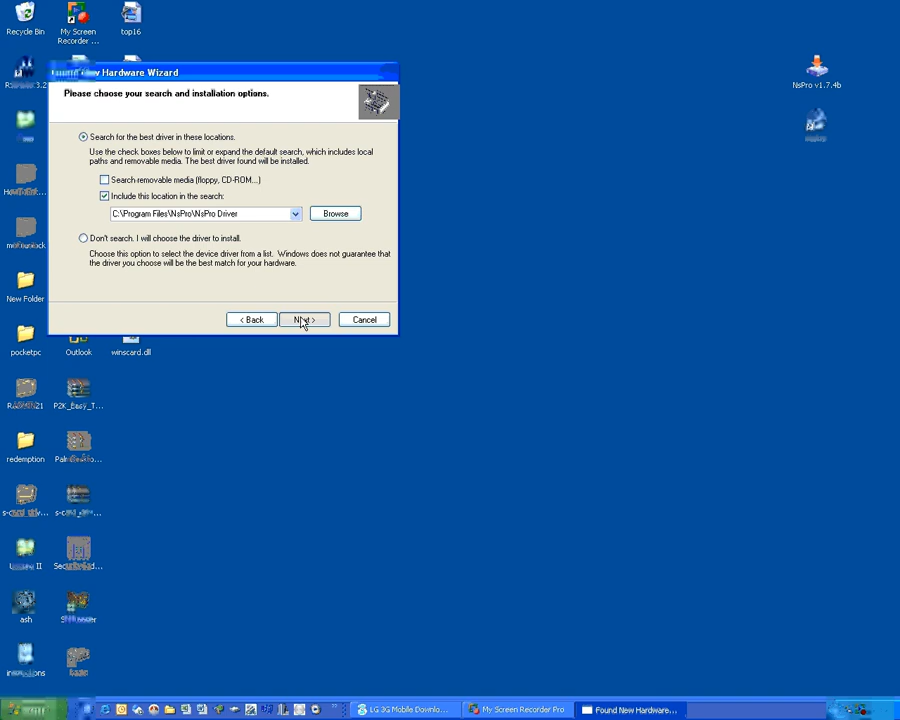 Recycle Bin
My Screen
Recorder ...
top16
NsPro v1.7.4b
Hardware Wizard
Please choose your search and installation options.
Search for the best driver in these locations.
Use the check boxes below to limit or expand the default search, which includes local
paths and removable media. The best driver found will be installed.
Search removable media (floppy, CD-ROM...)
Include this location in the search:
C:\Program Files\NsPro\NsPro Driver
Browse
Don't search. I will choose the driver to install.
Choose this option to select the device driver from a list. Windows does not guarantee that
the driver you choose will be the best match for your hardware.
< Back
Next >
Cancel
New Folder
pocketpc
Outlook
winscard.dll
P2K_Easy_T...
redemption
ash
LG 3G Mobile Downlo...
My Screen Recorder Pro
Found New Hardware...